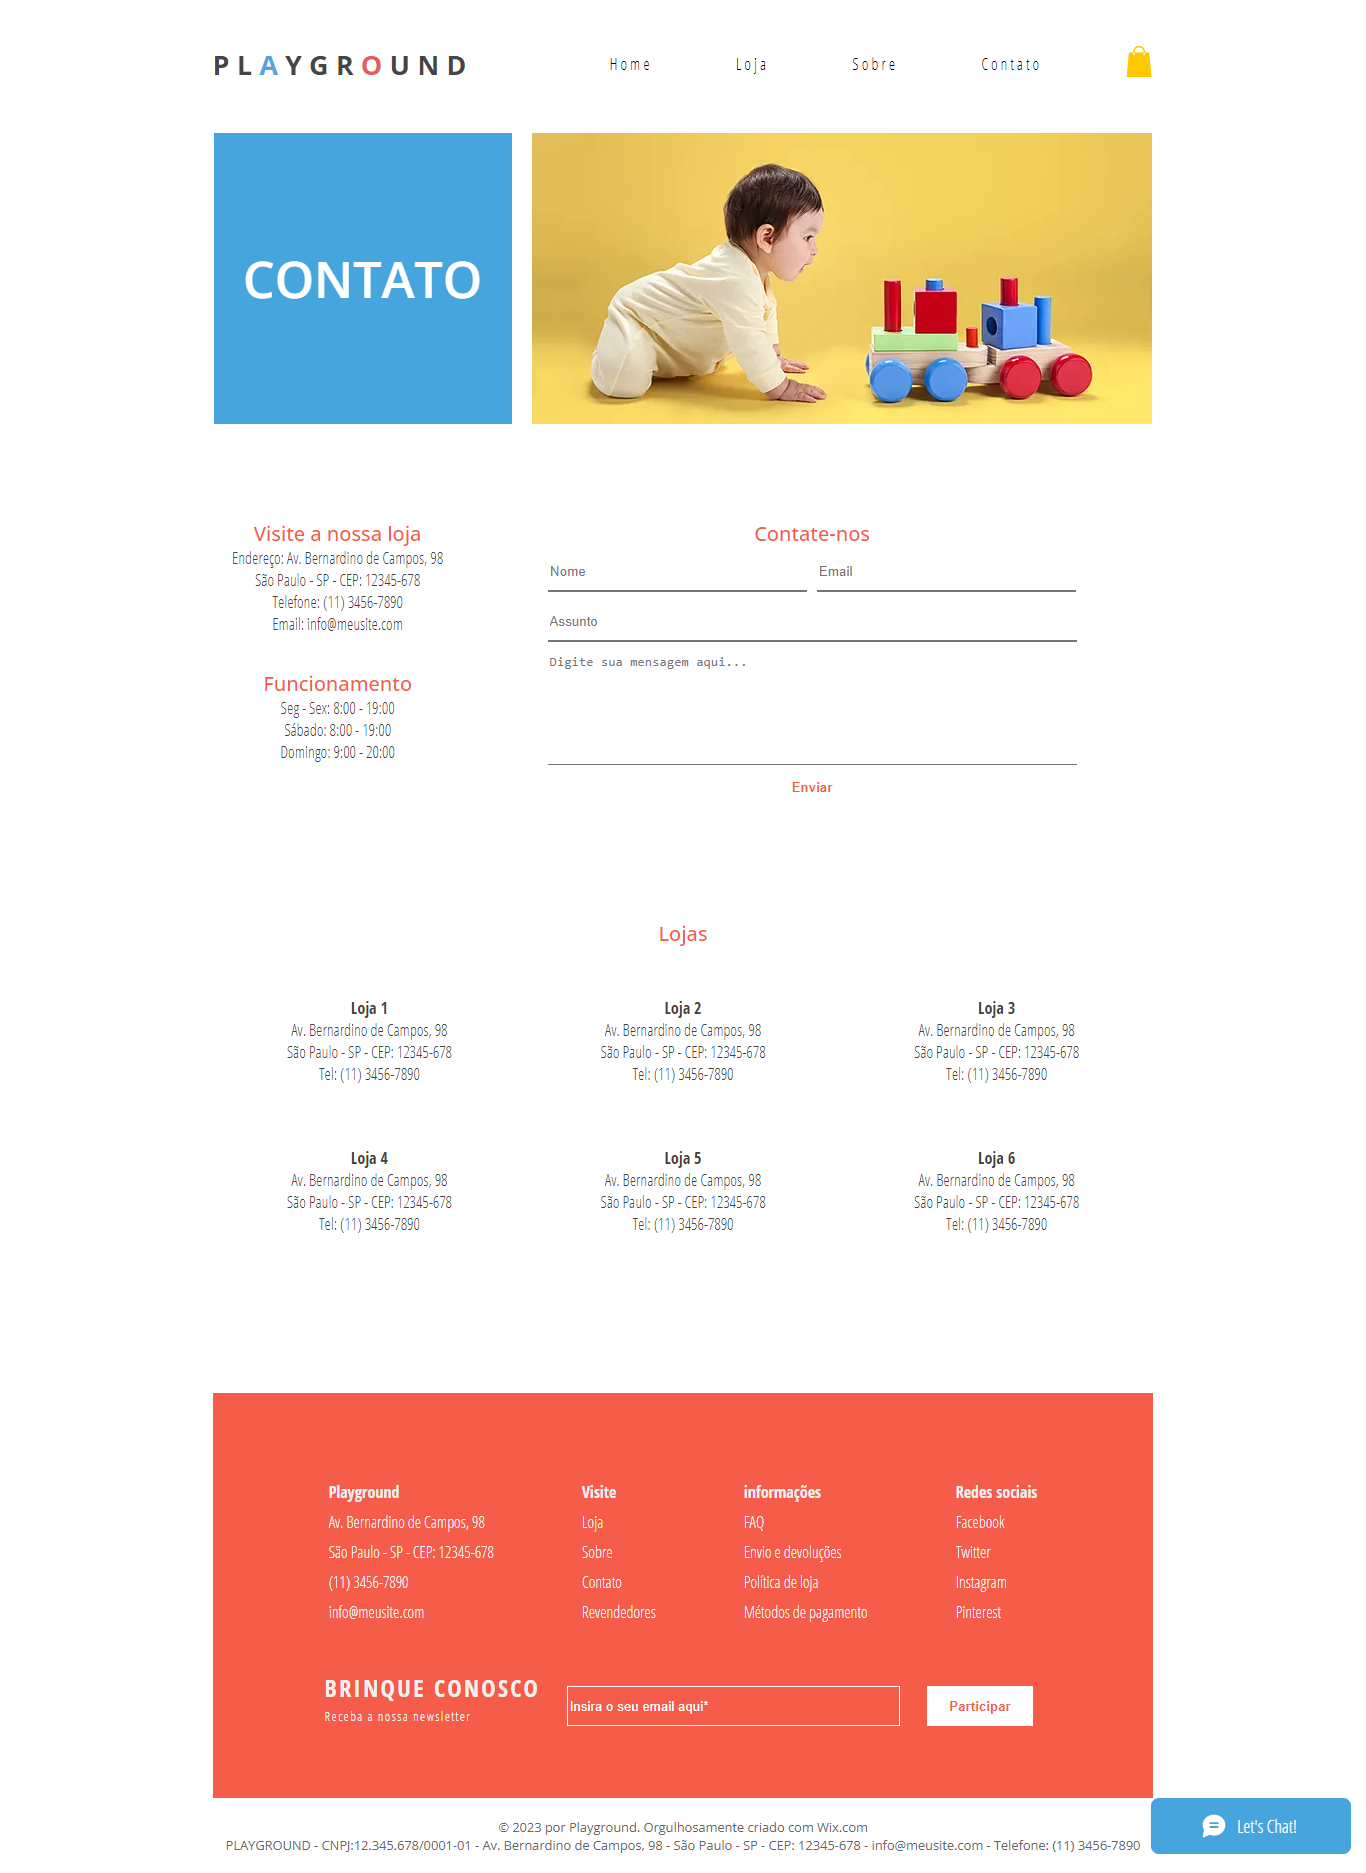 PLAYGROUND
Home
Loja
Sobre
Contato
CONTATO
Visite a nossa loja
Endereço: Av. Bernardino de Campos, 98
São Paulo - SP - CEP: 12345-678
Telefone: (11) 3456-7890
Email: info@meusite.com
Funcionamento
Seg - Sex: 8:00 - 19:00
Sábado: 8:00 - 19:00
Domingo: 9:00 - 20:00
Contate-nos
Nome
Email
Assunto
Digite sua mensagem aqui...
Enviar
Lojas
Loja 1
Av. Bernardino de Campos, 98
São Paulo - SP - CEP: 12345-678
Tel: (11) 3456-7890
Loja 2
Av. Bernardino de Campos, 98
São Paulo - SP - CEP: 12345-678
Tel: (11) 3456-7890
Loja 3
Av. Bernardino de Campos, 98
São Paulo - SP - CEP: 12345-678
Tel: (11) 3456-7890
Loja 4
Av. Bernardino de Campos, 98
São Paulo - SP - CEP: 12345-678
Tel: (11) 3456-7890
Loja 5
Av. Bernardino de Campos, 98
São Paulo - SP - CEP: 12345-678
Tel: (11) 3456-7890
Loja 6
Av. Bernardino de Campos, 98
São Paulo - SP - CEP: 12345-678
Tel: (11) 3456-7890
Playground
Av. Bernardino de Campos, 98
São Paulo - SP - CEP: 12345-678
(11) 3456-7890
info@meusite.com
Visite
Loja
Sobre
Contato
Revendedores
informações
FAQ
Envio e devoluções
Política de loja
Métodos de pagamento
Redes sociais
Facebook
Twitter
Instagram
Pinterest
BRINQUE CONOSCO
Receba a nossa newsletter
Insira o seu email aqui*
Participar
© 2023 por Playground. Orgulhosamente criado com Wix.com
PLAYGROUND - CNPJ:12.345.678/0001-01 - Av. Bernardino de Campos, 98 - São Paulo - SP - CEP: 12345-678 - info@meusite.com - Telefone: (11) 3456-7890
Let's Chat!